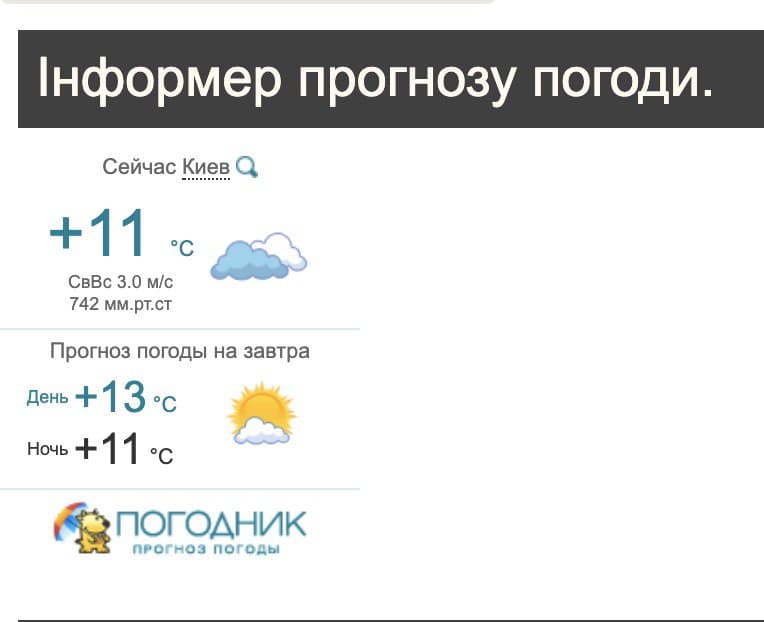 Інформер прогнозу погоди.
Сейчас Киев
+11 °C
СвВс 3.0 м/с
742 мм.рт.ст
Прогноз погоды на завтра
День +13 °C
Ночь +11 °C
ПОГОДНИК
ПРОГНОЗ ПОГОДЫ